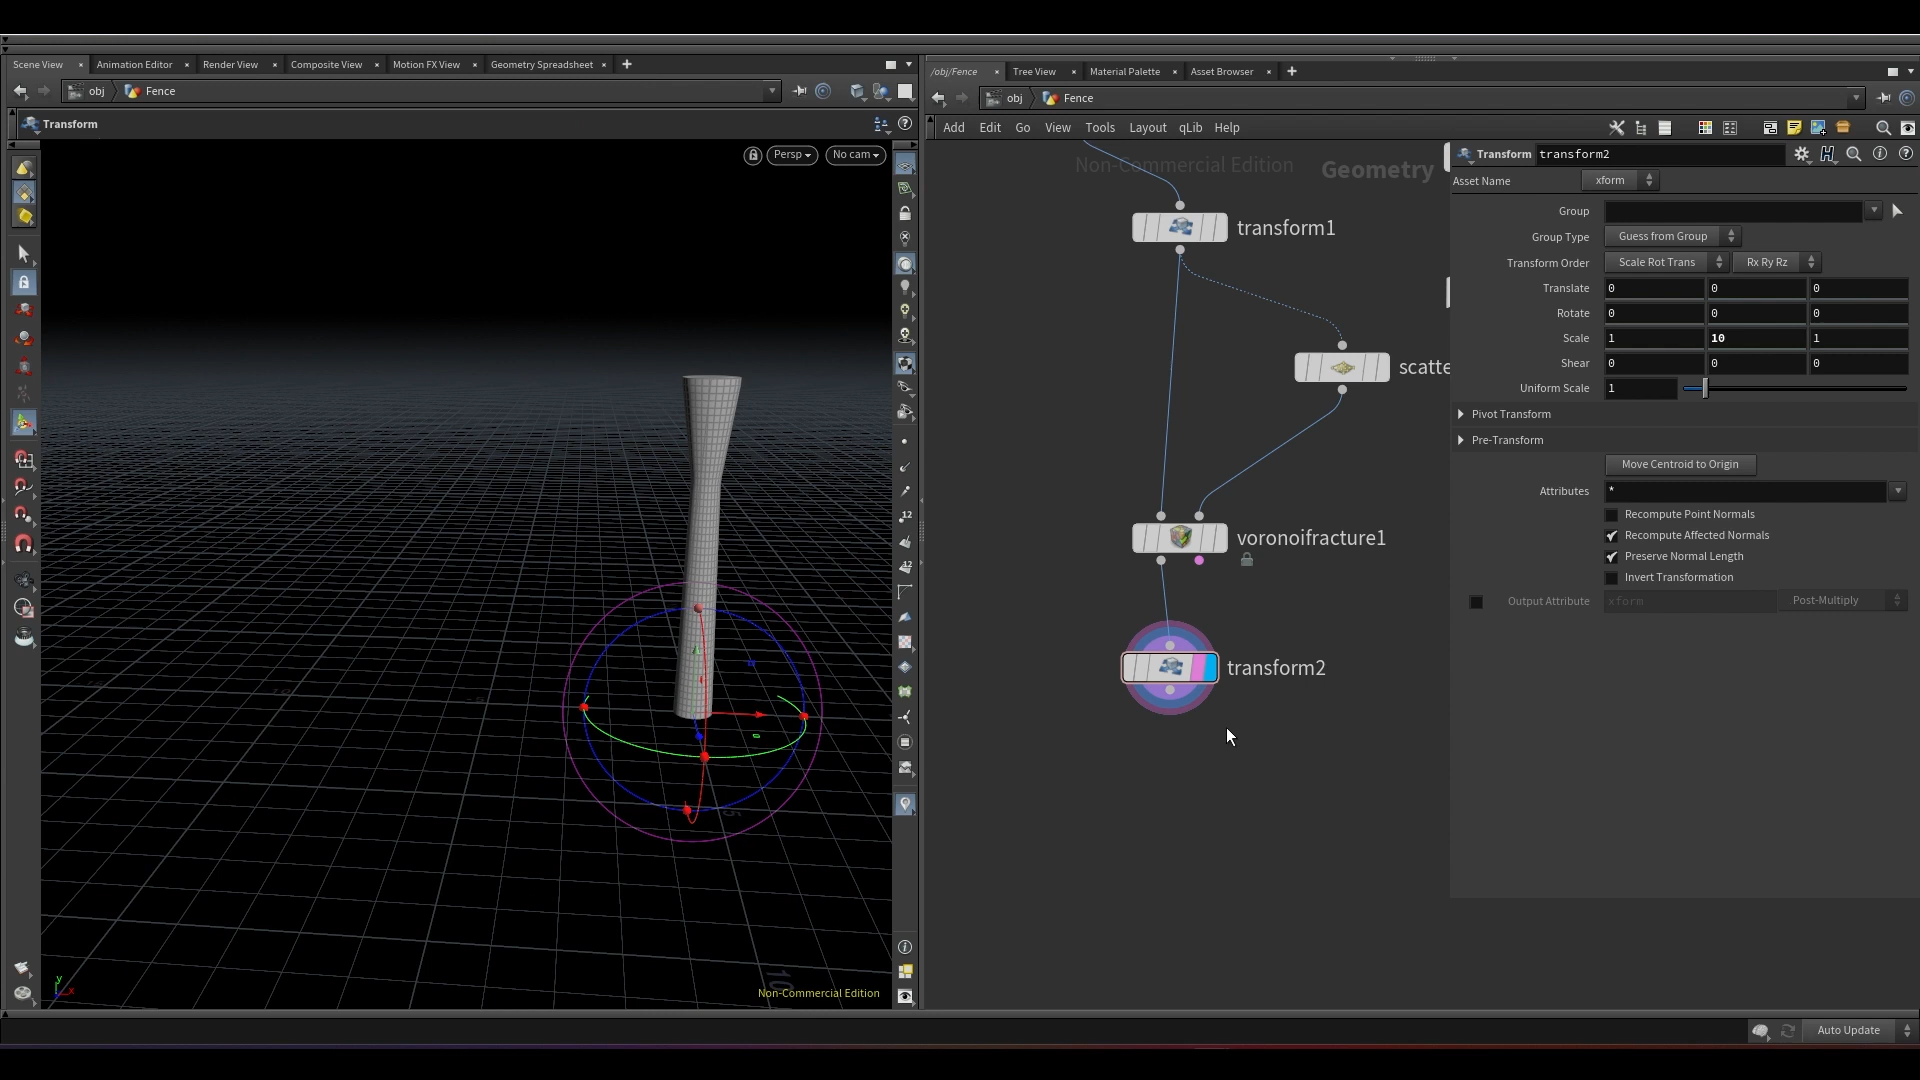 Scene View
Animation Editor
Render View
Composite View
Motion FX View
Geometry Spreadsheet
obj
Fence
Transform
Persp
No cam
12
12
y
x
Non-Commercial Edition
/obj/Fence
Tree View
Material Palette
Asset Browser
obj
Fence
Add
Edit
Go
View
Tools
Layout
qLib
Help
Non-Commercial Edition
Geometry
transform1
scatte
voronoifracture1
transform2
Transform
transform2
Asset Name
xform
Group
Group Type
Guess from Group
Transform Order
Scale Rot Trans
Rx Ry Rz
Translate
0
0
0
Rotate
0
0
0
Scale
1
10
1
Shear
0
0
0
Uniform Scale
1
Pivot Transform
Pre-Transform
Move Centroid to Origin
Attributes
*
Recompute Point Normals
Recompute Affected Normals
Preserve Normal Length
Invert Transformation
Output Attribute
xform
Post-Multiply
Auto Update